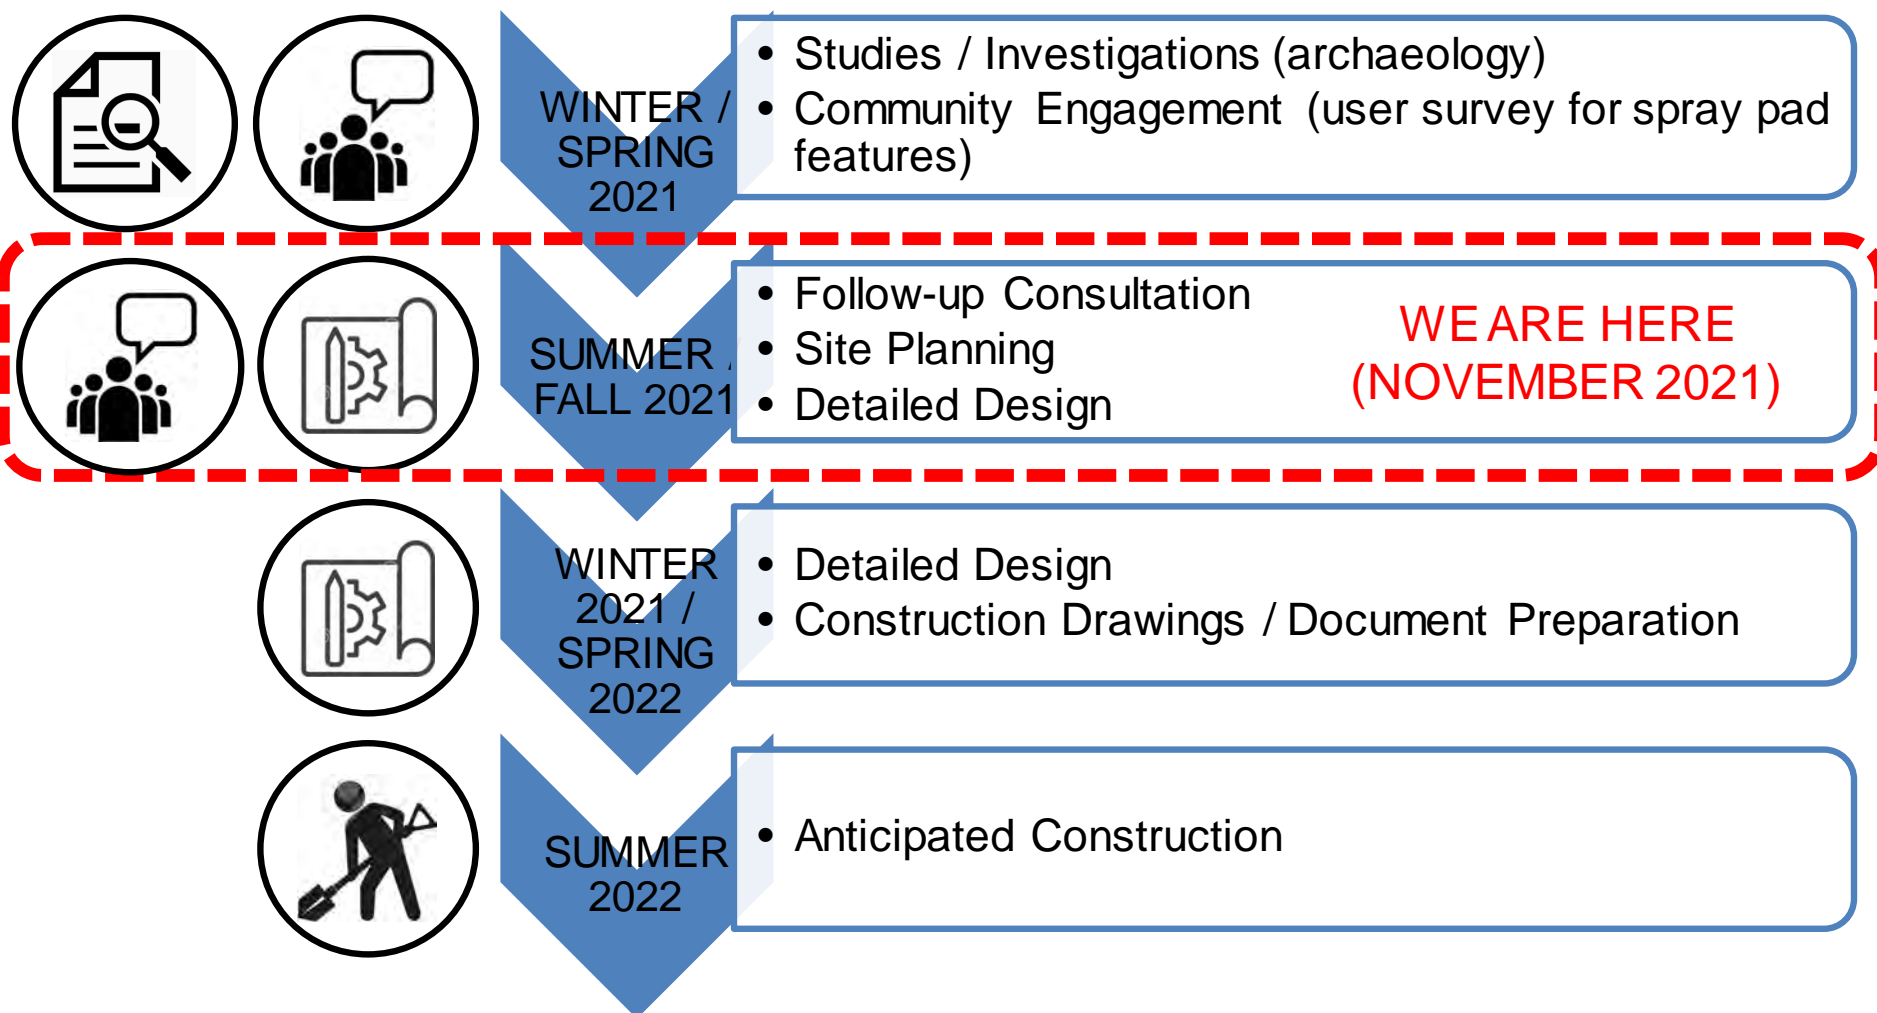 WINTER /
SPRING
2021
• Studies / Investigations (archaeology)
• Community Engagement (user survey for spray pad
features)
SUMMER /
FALL 2021
• Follow-up Consultation
• Site Planning
• Detailed Design
WE ARE HERE
(NOVEMBER 2021)
WINTER
2021 /
SPRING
2022
• Detailed Design
• Construction Drawings / Document Preparation
SUMMER
2022
• Anticipated Construction